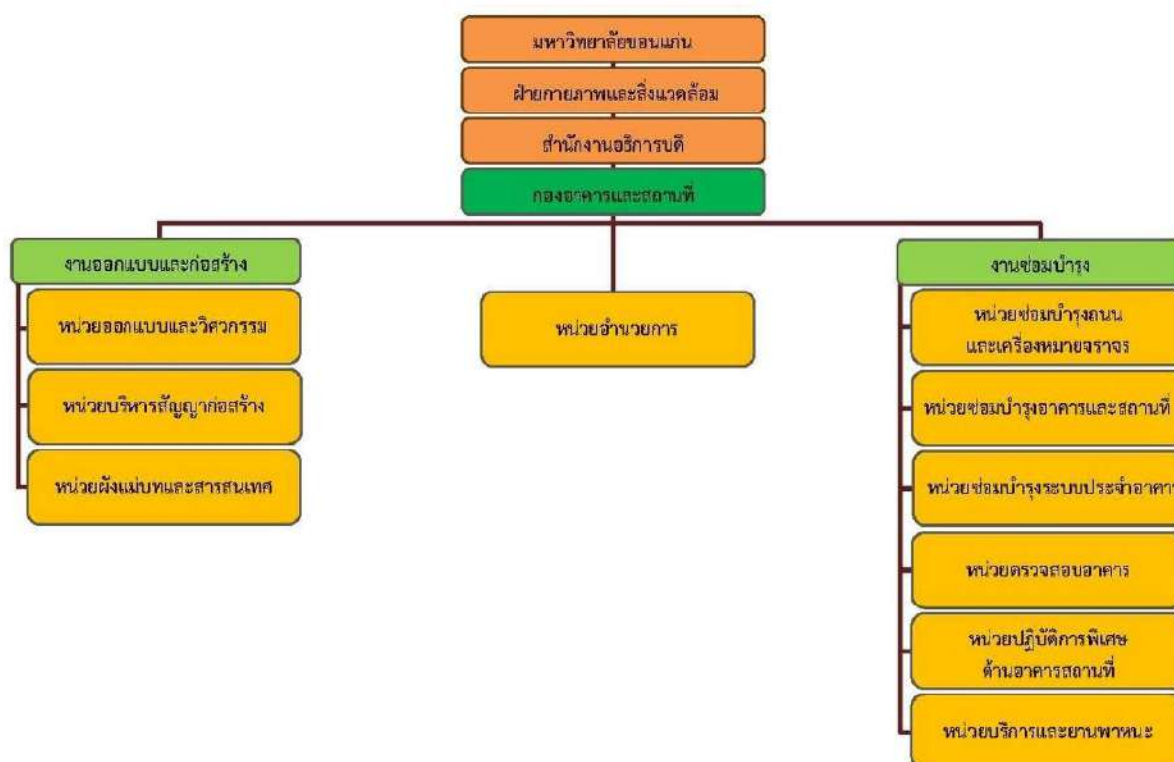 มหาวิทยาลัยขอนแก่น
ฝ่ายกายภาพและสิ่งแวดล้อม
สำนักงานอธิการบดี
กองอาคารและสถานที่
งานออกแบบและก่อสร้าง
หน่วยออกแบบและวิศวกรรม
หน่วยบริหารสัญญาก่อสร้าง
หน่วยผังแม่บทและสารสนเทศ
หน่วยอำนวยการ
งานซ่อมบำรุง
หน่วยซ่อมบำรุงถนน
และเครื่องหมายจราจร
หน่วยซ่อมบำรุงอาคารและสถานที่
หน่วยซ่อมบำรุงระบบประจำอาคาร
หน่วยตรวจสอบอาคาร
หน่วยปฏิบัติการพิเศษ
ด้านอาคารสถานที่
หน่วยบริการและยานพาหนะ